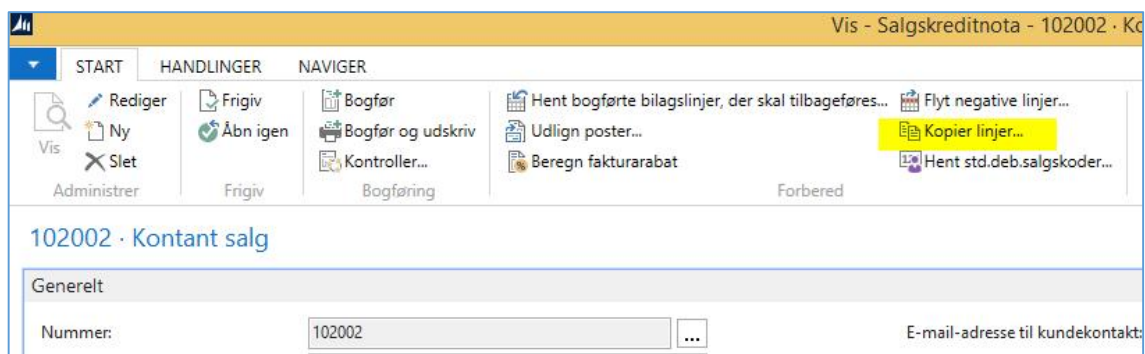 Vis - Salgskreditnota - 102002 · Ko
START HANDLINGER NAVIGER
Vis
Rediger
Ny
Slet
Administrer
Frigiv
Åbn igen
Frigiv
Bogfør
Bogfør og udskriv
Kontroller...
Bogføring
Hent bogførte bilagslinjer, der skal tilbageføres...
Udlign poster...
Beregn fakturarabat
Flyt negative linjer...
Kopier linjer...
Hent std.deb.salgskoder...
Forbered
102002 · Kontant salg
Generelt
Nummer: 102002 ... E-mail-adresse til kundekontakt: